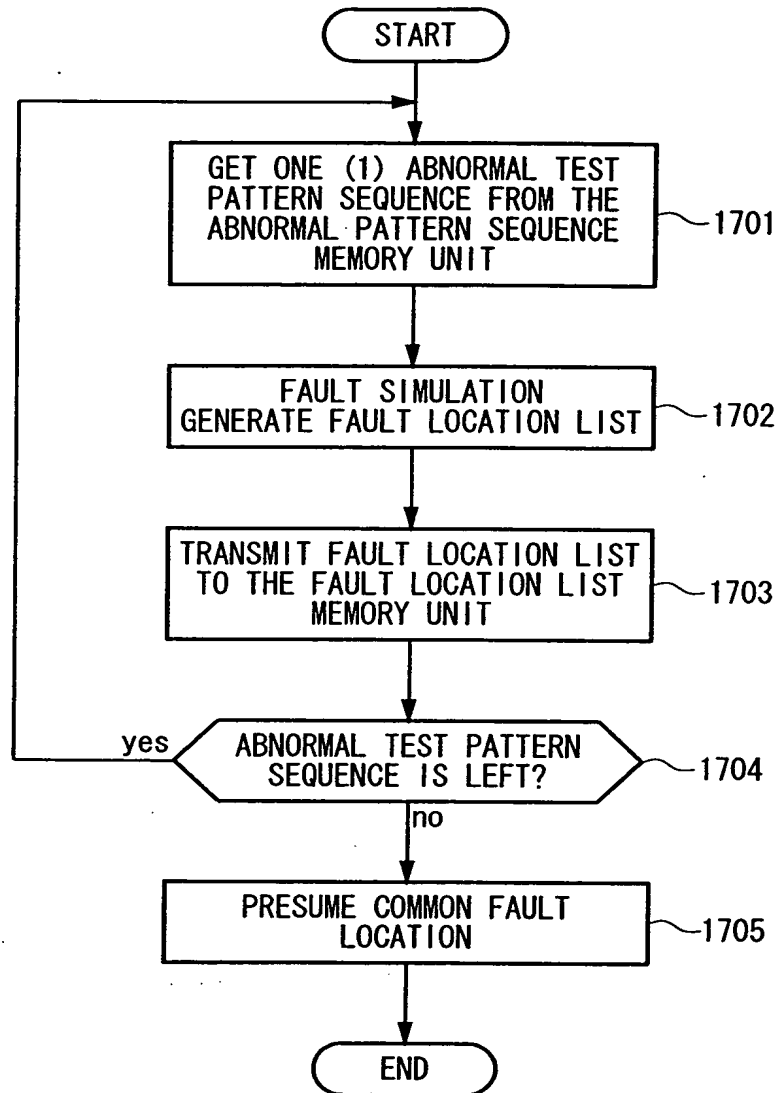 START
GET ONE (1) ABNORMAL TEST
PATTERN SEQUENCE FROM THE
ABNORMAL PATTERN SEQUENCE
MEMORY UNIT
1701
FAULT SIMULATION
GENERATE FAULT LOCATION LIST
1702
TRANSMIT FAULT LOCATION LIST
TO THE FAULT LOCATION LIST
MEMORY UNIT
1703
yes
ABNORMAL TEST PATTERN
SEQUENCE IS LEFT?
1704
no
PRESUME COMMON FAULT
LOCATION
1705
END